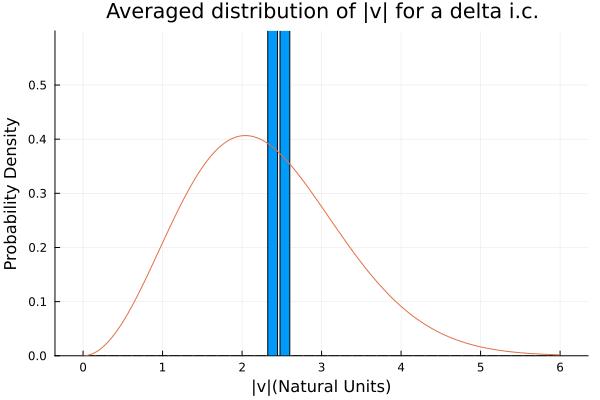 Averaged distribution of |v| for a delta i.c.
Probability Density
0.5
0.4
0.3
0.2
0.1
0.0
0 1 2 3 4 5 6
|v|(Natural Units)